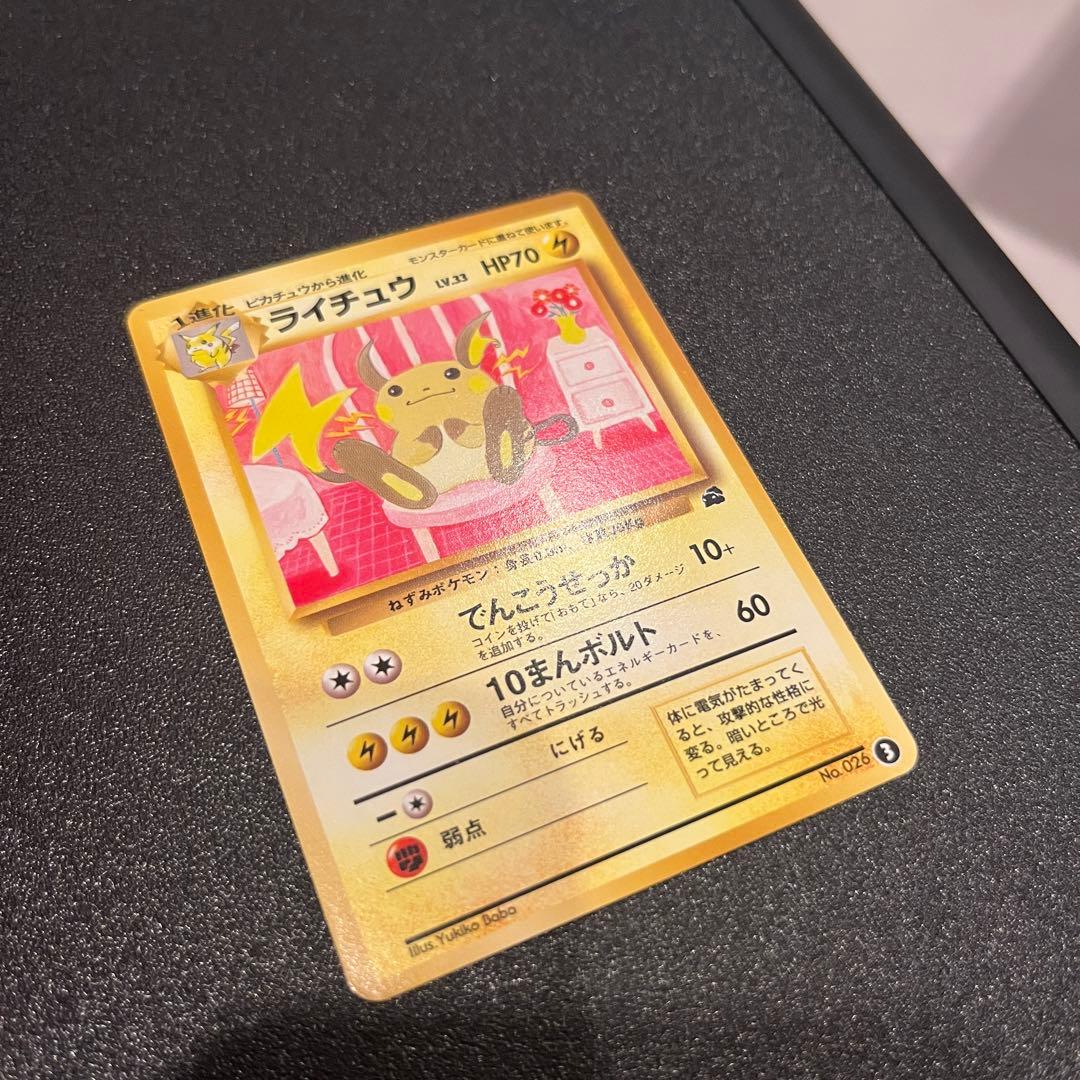 1進化 ピカチュウから進化 モンスターカードに重ねて使います。
ライチュウ LV.33 HP70
ねずみポケモン：身長0.8m、
でんこうせっか 10+
コインを投げて「おもて」なら、20ダメージ
を追加する。
10まんボルト 60
自分についているエネルギーカードを、
すべてトラッシュする。
にげる
体に電気がたまってく
ると、攻撃的な性格に
変る。暗いところで光
って見える。
弱点
No.026
Illus. Yukiko Baba